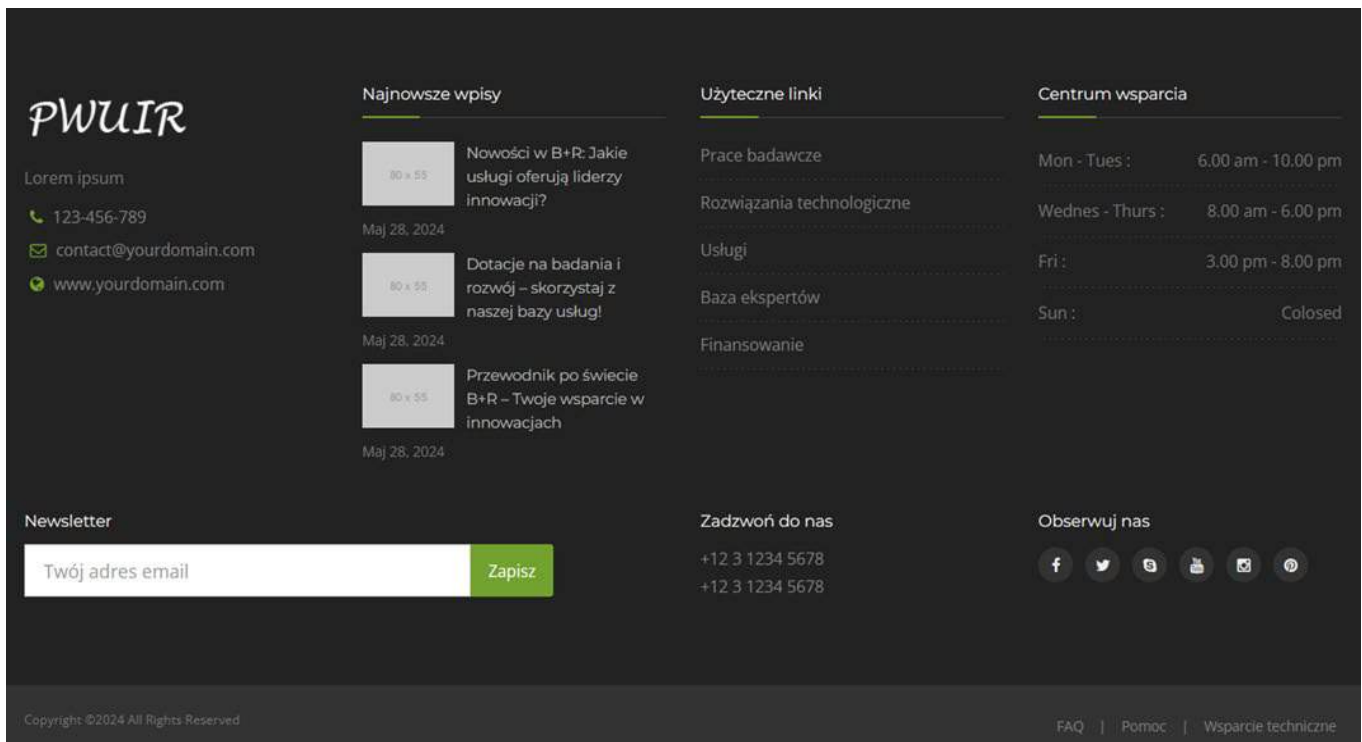 PWUIR
Lorem ipsum
123-456-789
contact@yourdomain.com
www.yourdomain.com
Najnowsze wpisy
80 x 55
Nowości w B+R: Jakie
usługi oferują liderzy
innowacji?
Maj 28, 2024
80 x 55
Dotacje na badania i
rozwój – skorzystaj z
naszej bazy usług!
Maj 28, 2024
80 x 55
Przewodnik po świecie
B+R – Twoje wsparcie w
innowacjach
Maj 28, 2024
Użyteczne linki
Prace badawcze
Rozwiązania technologiczne
Usługi
Baza ekspertów
Finansowanie
Centrum wsparcia
Mon - Tues : 6.00 am - 10.00 pm
Wednes - Thurs : 8.00 am - 6.00 pm
Fri : 3.00 pm - 8.00 pm
Sun : Colosed
Newsletter
Twój adres email Zapisz
Zadzwoń do nas
+12 3 1234 5678
+12 3 1234 5678
Obserwuj nas
Copyright ©2024 All Rights Reserved
FAQ | Pomoc | Wsparcie techniczne